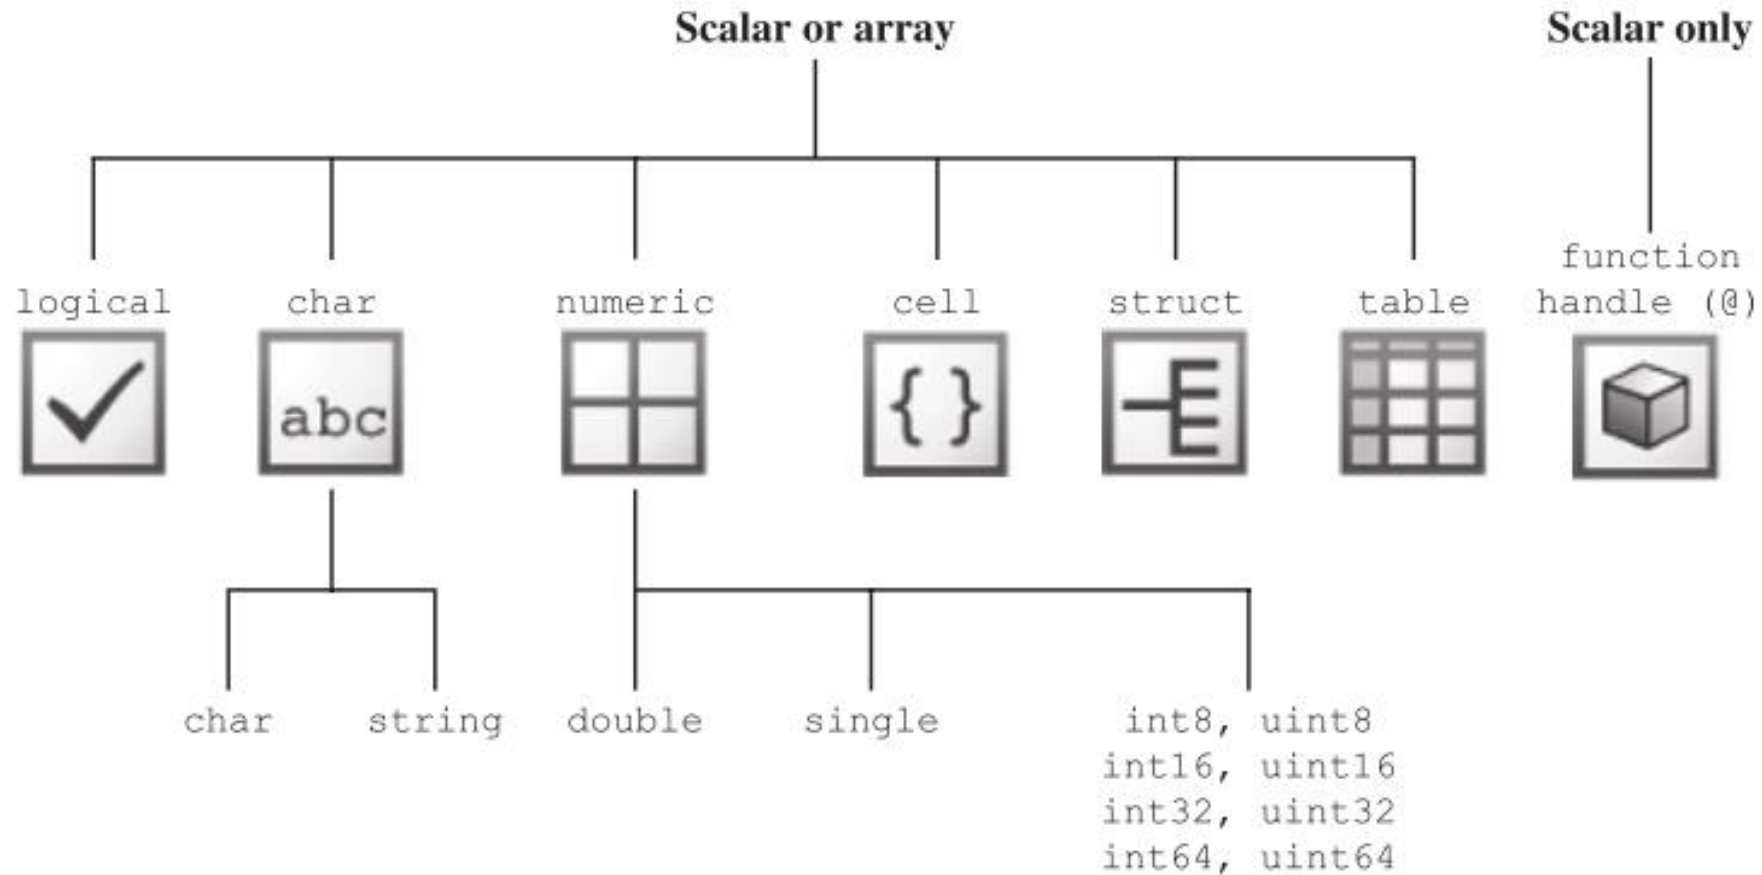 Scalar or array
Scalar only
logical
char
numeric
cell
struct
table
function
handle (@)
abc
{ }
char
string
double
single
int8, uint8
int16, uint16
int32, uint32
int64, uint64